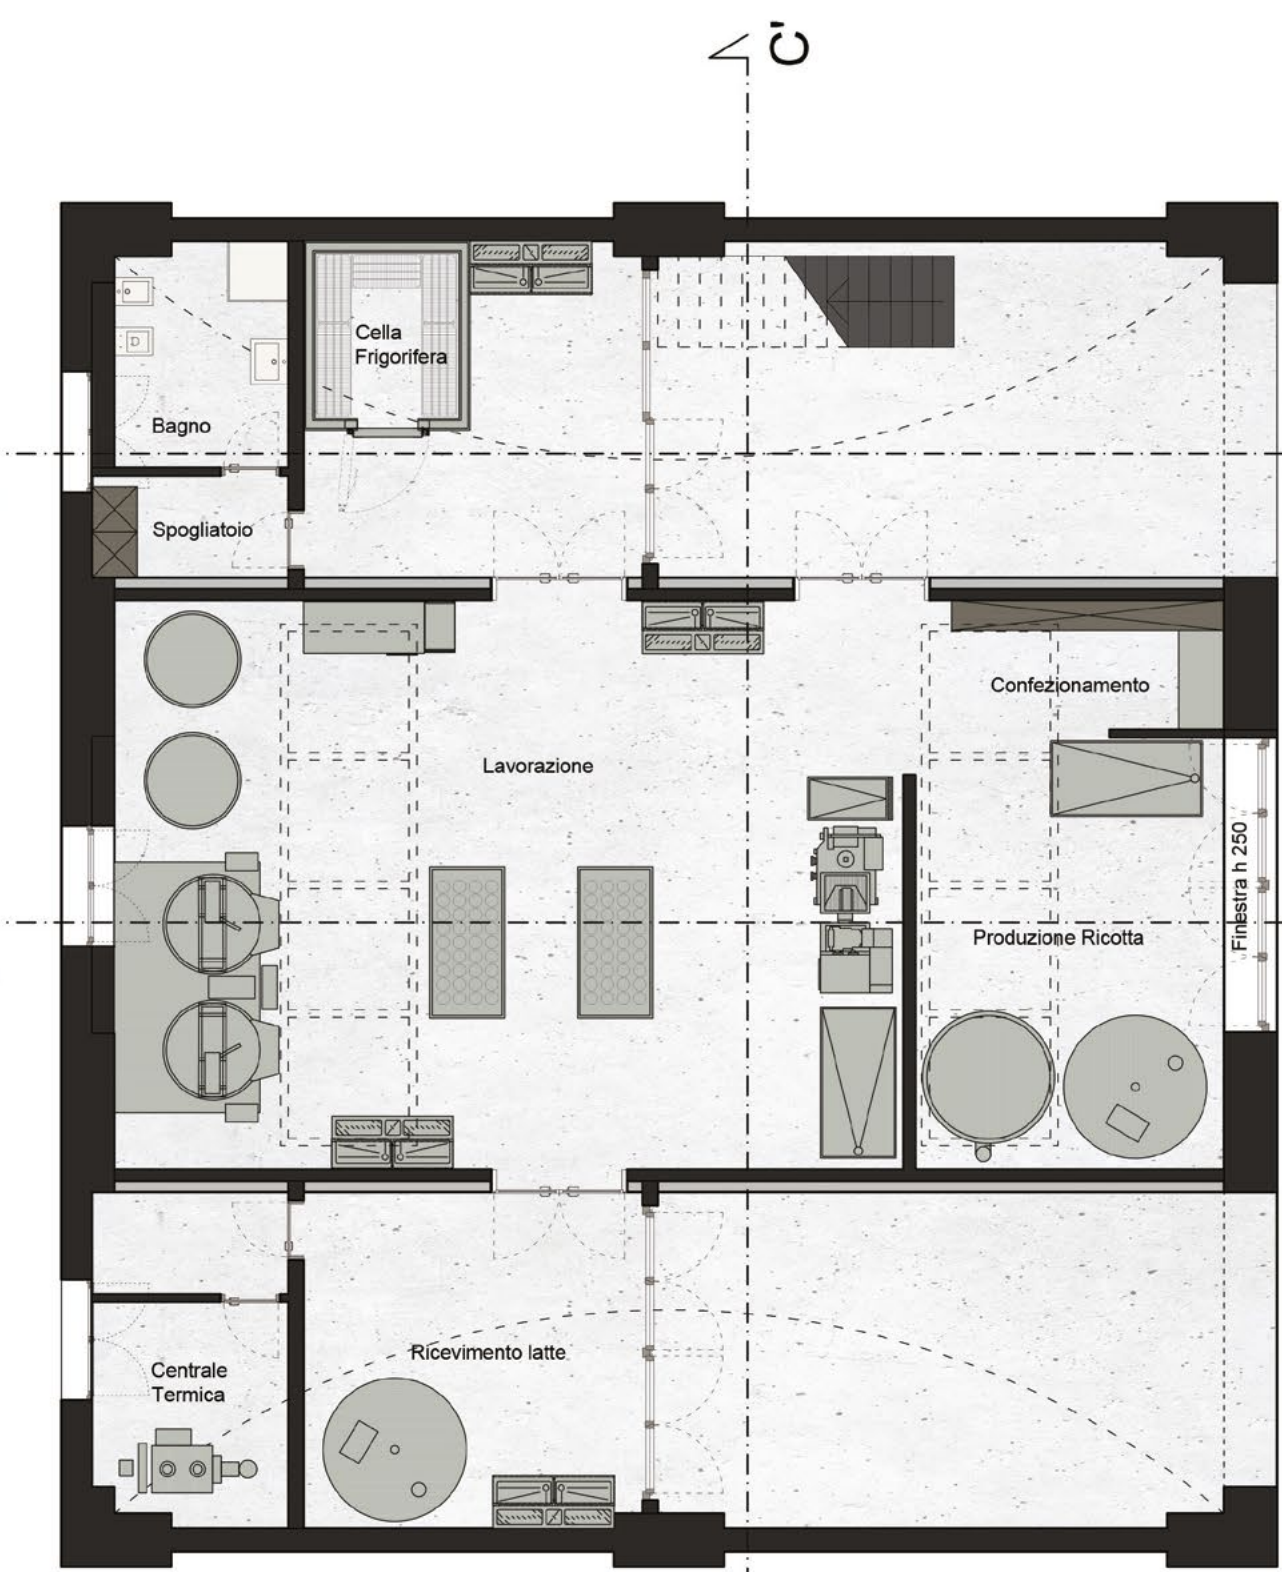 C'
Cella
Frigorifera
Bagno
Spogliatoio
Confezionamento
Lavorazione
Finestra h 250
Produzione Ricotta
Ricevimento latte
Centrale
Termica